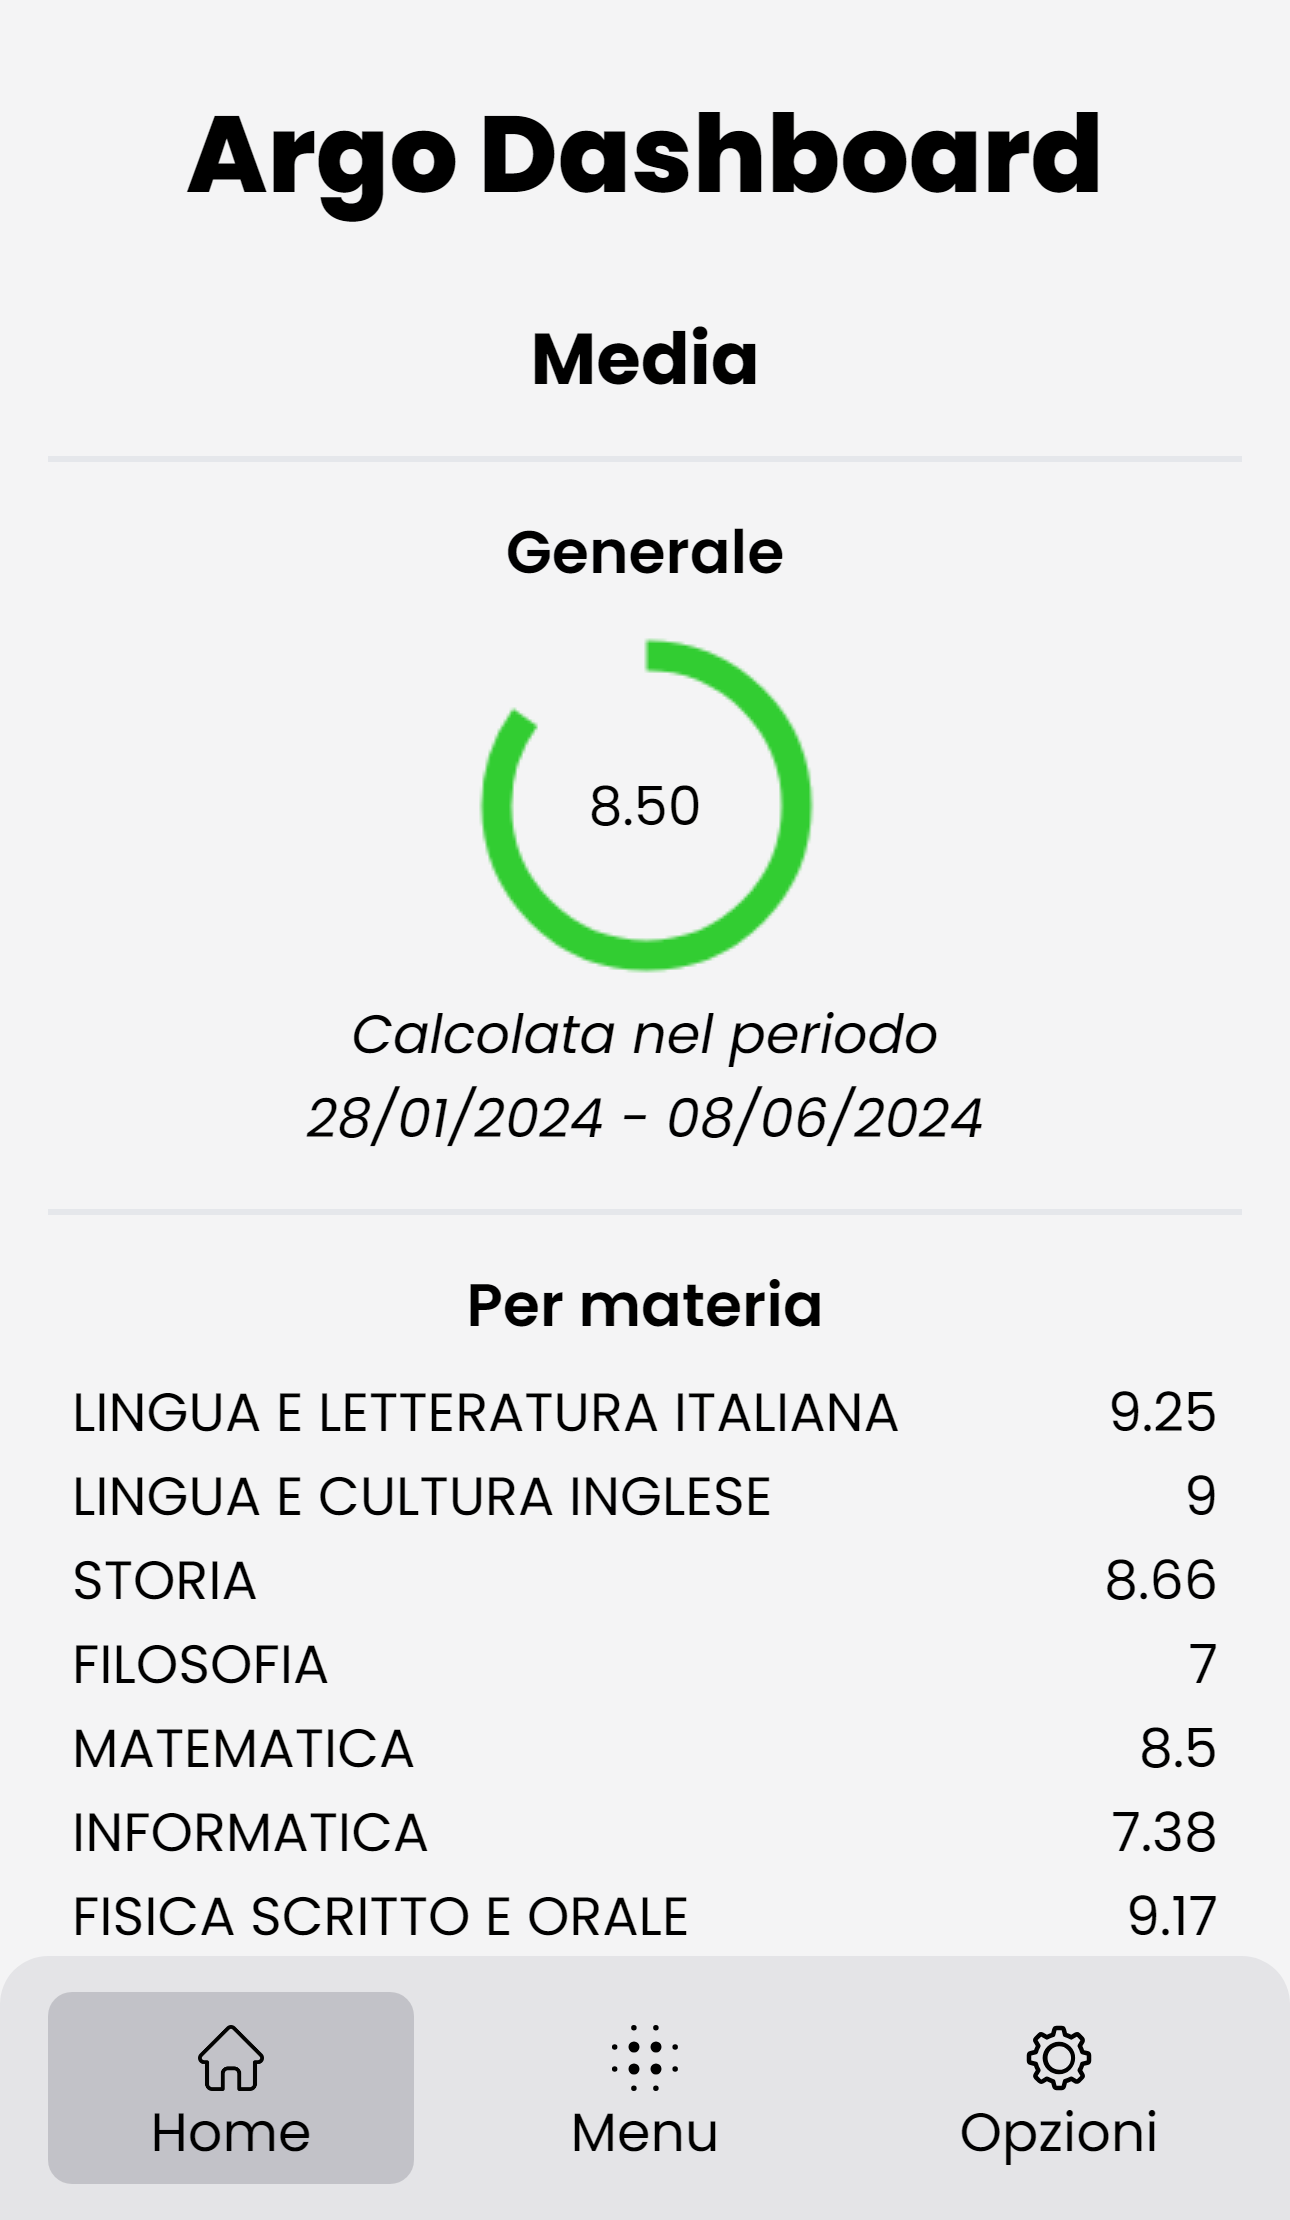 Argo Dashboard
Media
Generale
8.50
Calcolata nel periodo
28/01/2024 - 08/06/2024
Per materia
LINGUA E LETTERATURA ITALIANA 9.25
LINGUA E CULTURA INGLESE 9
STORIA 8.66
FILOSOFIA 7
MATEMATICA 8.5
INFORMATICA 7.38
FISICA SCRITTO E ORALE 9.17
Home Menu Opzioni